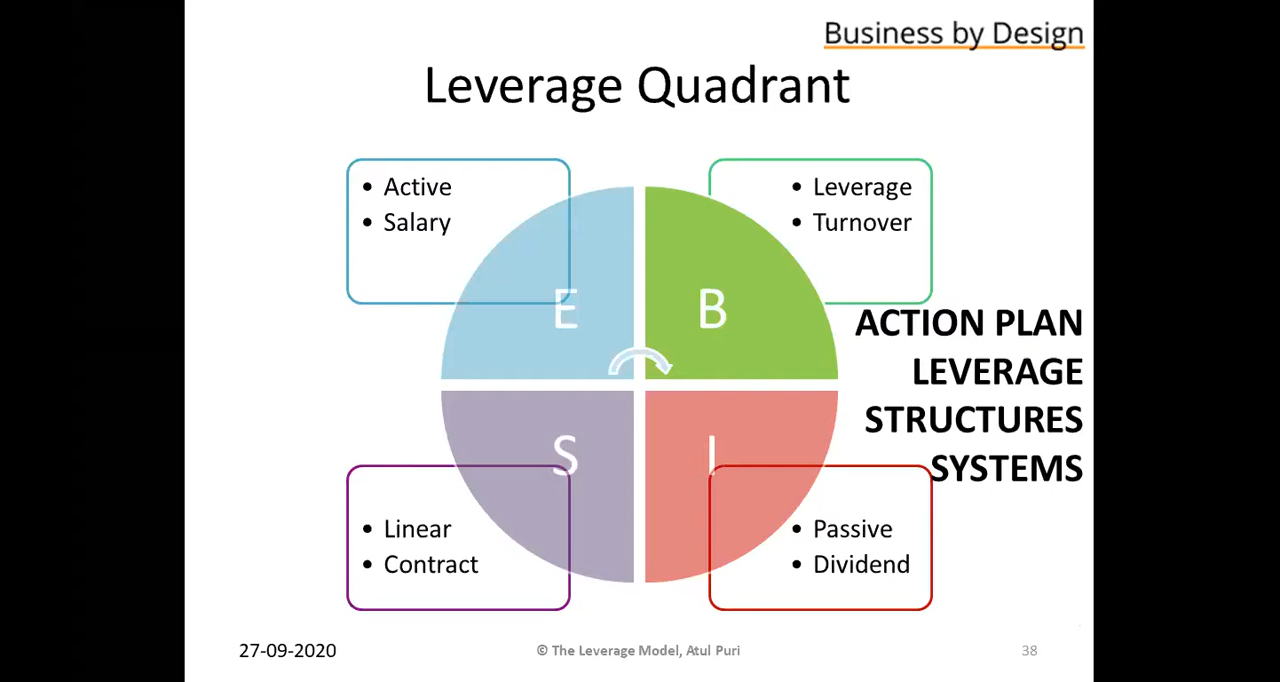 Business by Design
Leverage Quadrant
• Active
• Salary
• Leverage
• Turnover
E
B
ACTION PLAN
LEVERAGE
STRUCTURES
SYSTEMS
S
I
• Linear
• Contract
• Passive
• Dividend
27-09-2020
© The Leverage Model, Atul Puri
38